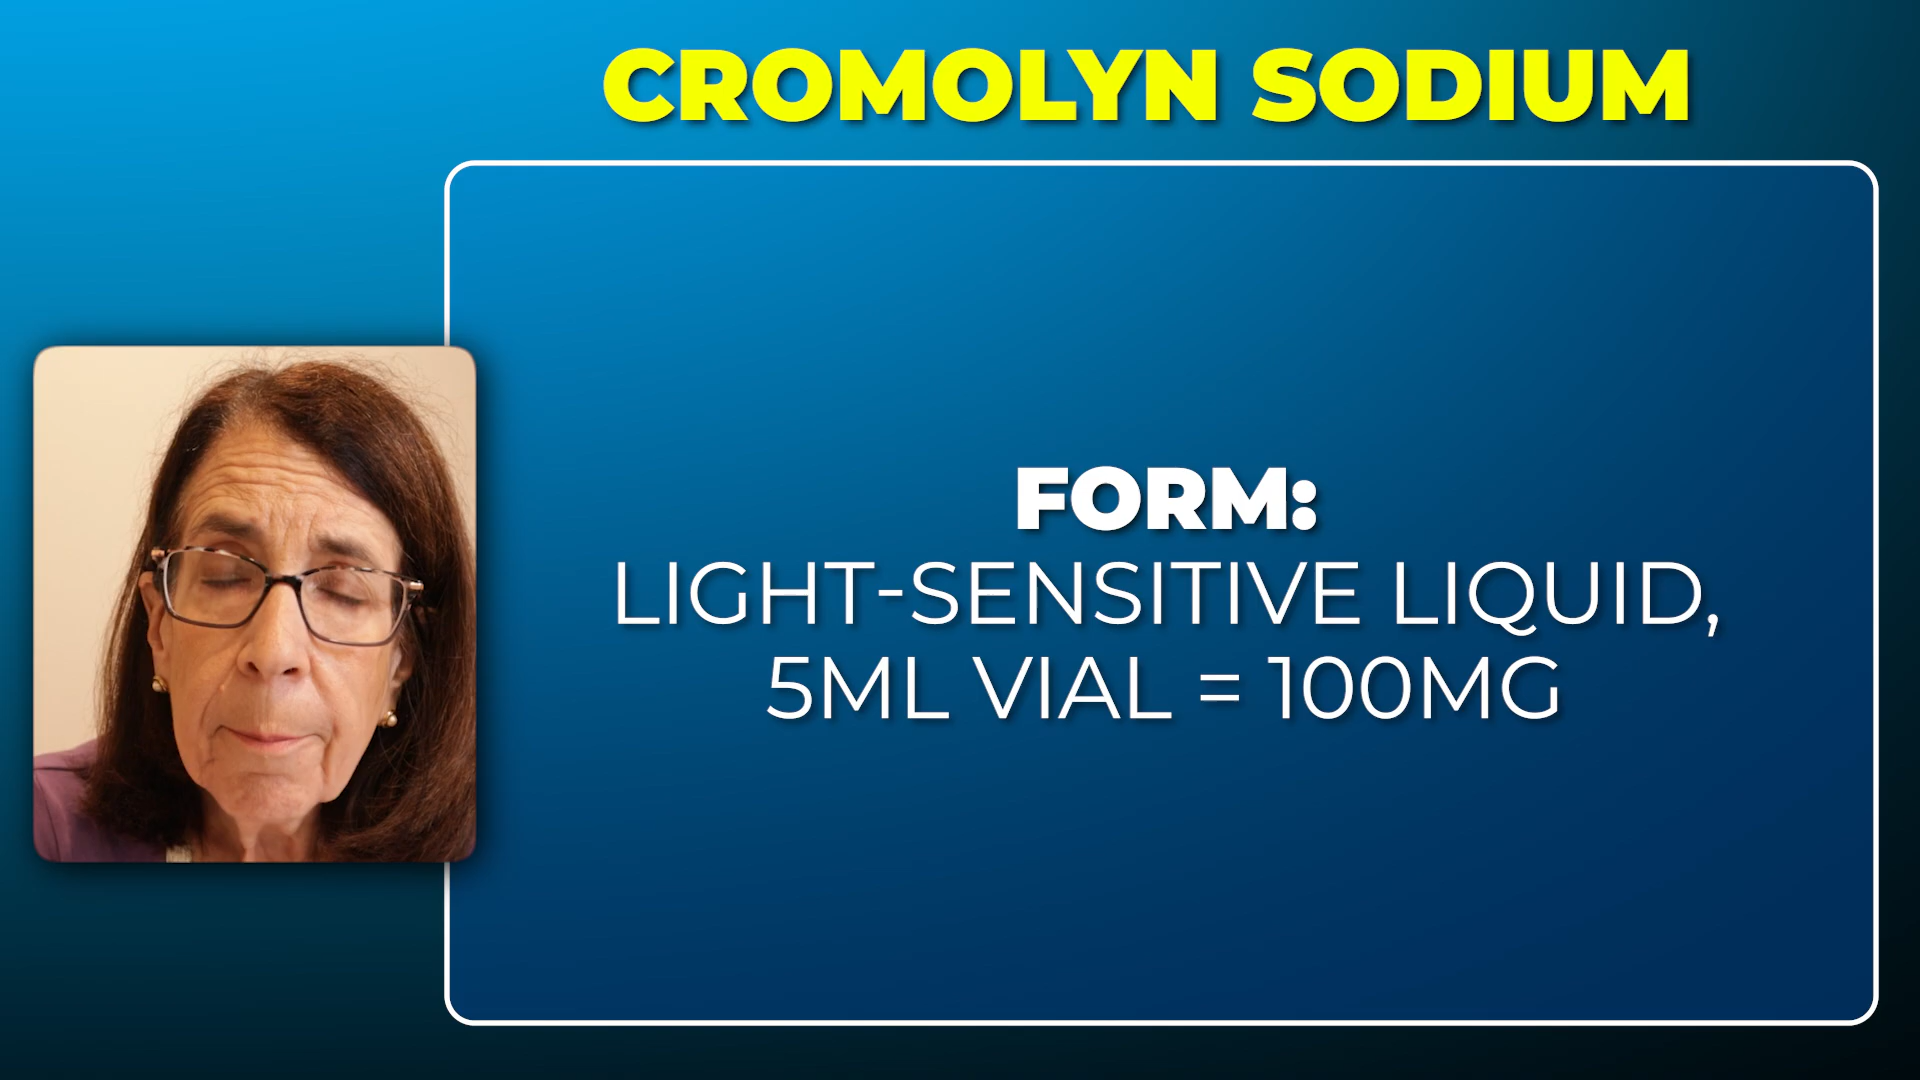 CROMOLYN SODIUM
FORM:
LIGHT-SENSITIVE LIQUID,
5ML VIAL = 100MG